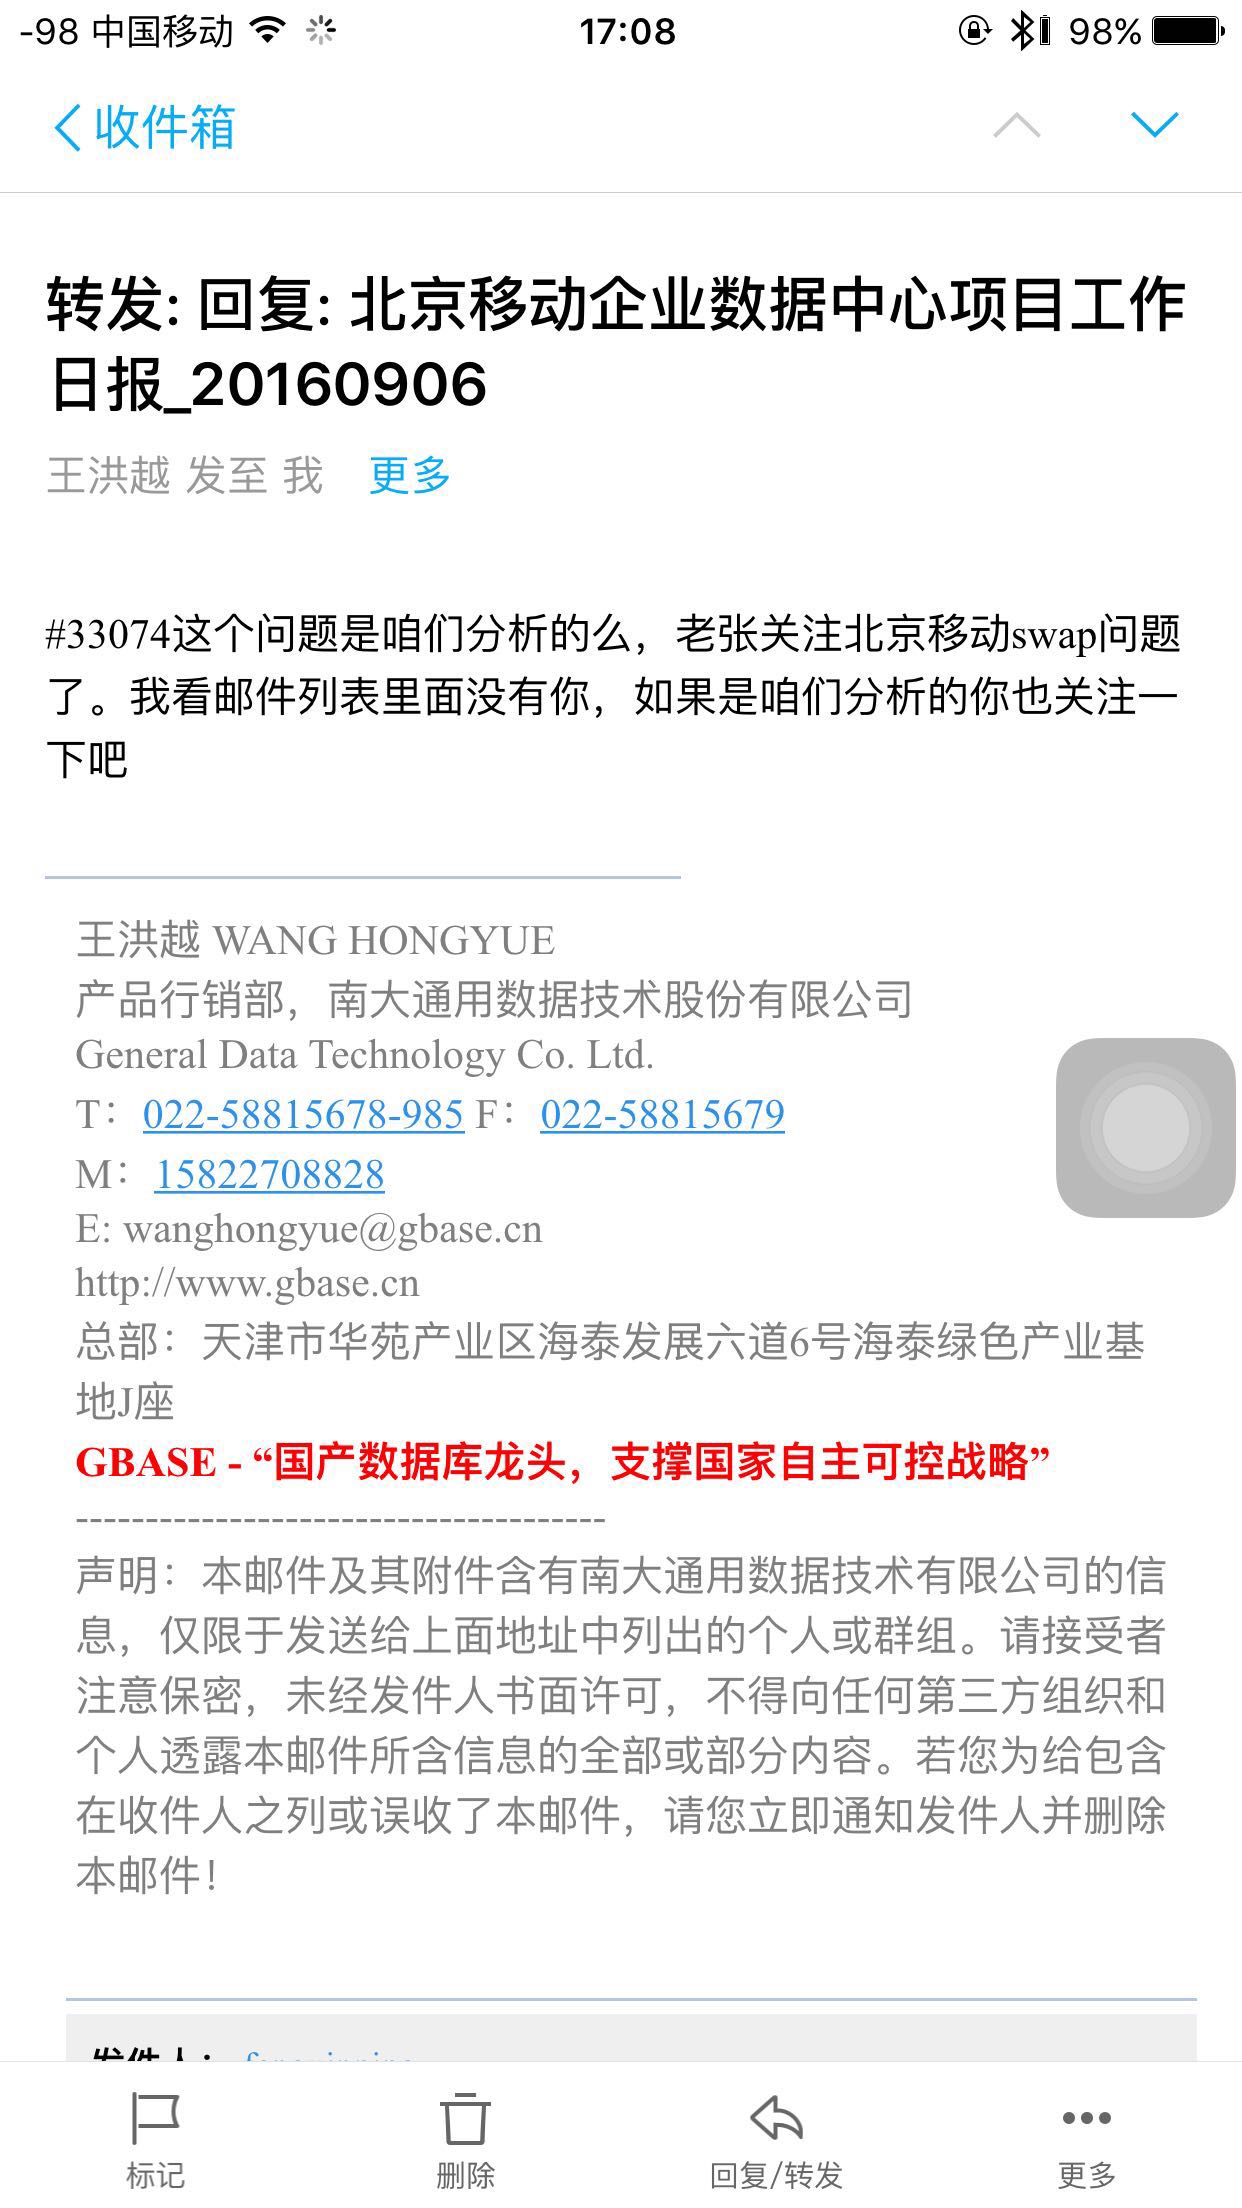 -98 中国移动 17:08 98%
收件箱
转发: 回复: 北京移动企业数据中心项目工作
日报_20160906
王洪越 发至 我 更多
#33074这个问题是咱们分析的么，老张关注北京移动swap问题
了。我看邮件列表里面没有你，如果是咱们分析的你也关注一
下吧
王洪越 WANG HONGYUE
产品行销部，南大通用数据技术股份有限公司
General Data Technology Co. Ltd.
T：022-58815678-985 F：022-58815679
M：15822708828
E: wanghongyue@gbase.cn
http://www.gbase.cn
总部：天津市华苑产业区海泰发展六道6号海泰绿色产业基
地J座
GBASE - “国产数据库龙头，支撑国家自主可控战略”
--------------------------------------
声明：本邮件及其附件含有南大通用数据技术有限公司的信
息，仅限于发送给上面地址中列出的个人或群组。请接受者
注意保密，未经发件人书面许可，不得向任何第三方组织和
个人透露本邮件所含信息的全部或部分内容。若您为给包含
在收件人之列或误收了本邮件，请您立即通知发件人并删除
本邮件！
发件人：
标记 删除 回复/转发 更多